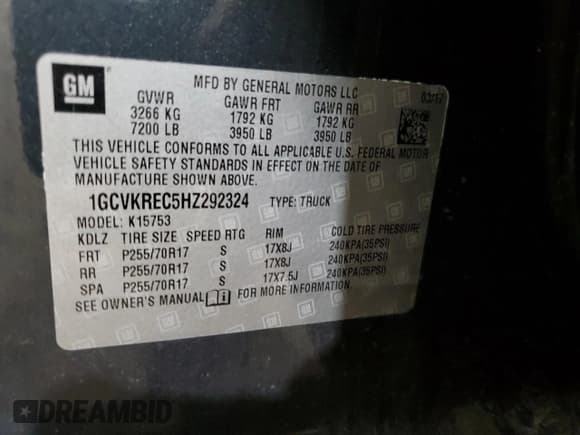 GM
MFD BY GENERAL MOTORS LLC
03/17
GVWR GAWR FRT GAWR RR
3266 KG 1792 KG 1792 KG
7200 LB 3950 LB 3950 LB
THIS VEHICLE CONFORMS TO ALL APPLICABLE U.S. FEDERAL MOTOR
VEHICLE SAFETY STANDARDS IN EFFECT ON THE DATE OF
MANUFACTURE SHOWN ABOVE.
1GCVKREC5HZ292324 TYPE: TRUCK
MODEL: K15753
KDLZ TIRE SIZE SPEED RTG RIM COLD TIRE PRESSURE
FRT P255/70R17 S 17X8J 240KPA(35PSI)
RR P255/70R17 S 17X8J 240KPA(35PSI)
SPA P255/70R17 S 17X7.5J 240KPA(35PSI)
SEE OWNER'S MANUAL FOR MORE INFORMATION.
DREAMBID